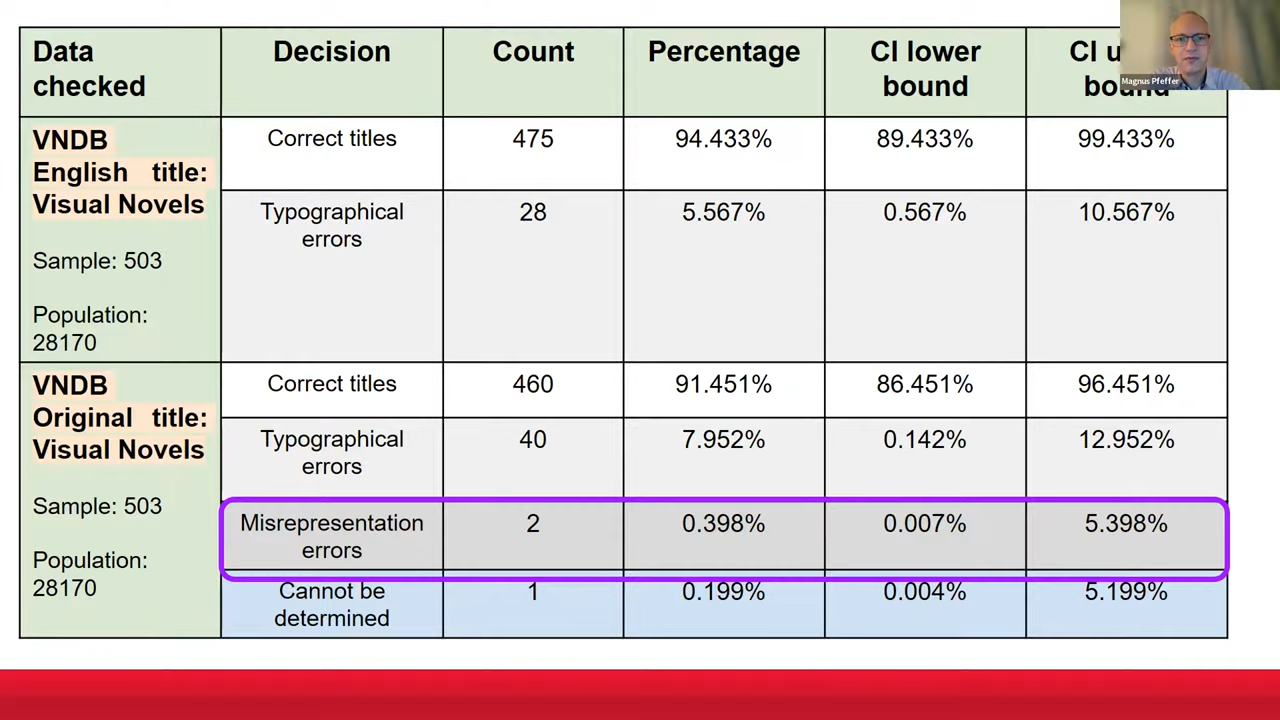 Data checked
Decision
Count
Percentage
CI lower bound
CI
bound
Magnus Pfeffer
VNDB
English title:
Visual Novels
Sample: 503
Population:
28170
Correct titles
475
94.433%
89.433%
99.433%
Typographical
errors
28
5.567%
0.567%
10.567%
VNDB
Original title:
Visual Novels
Sample: 503
Population:
28170
Correct titles
460
91.451%
86.451%
96.451%
Typographical
errors
40
7.952%
0.142%
12.952%
Misrepresentation
errors
2
0.398%
0.007%
5.398%
Cannot be
determined
1
0.199%
0.004%
5.199%